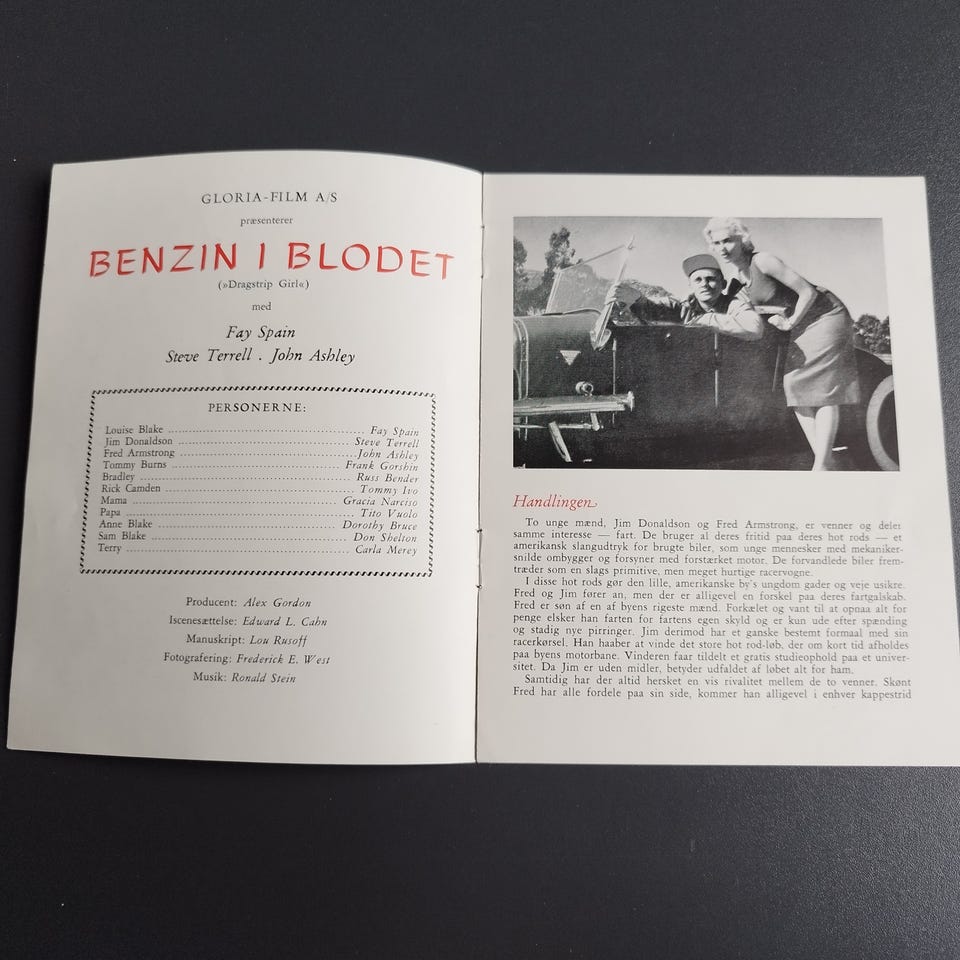 GLORIA-FILM A/S
præsenterer
BENZIN I BLODET
(»Dragstrip Girl«)
med
Fay Spain
Steve Terrell . John Ashley
PERSONERNE:
Louise Blake ........ Fay Spain
Jim Donaldson ........ Steve Terrell
Fred Armstrong ........ John Ashley
Tommy Burns ........ Frank Gorshin
Bradley ........ Russ Bender
Rick Camden ........ Tommy Ivo
Mama ........ Gracia Narciso
Papa ........ Tito Vuolo
Anne Blake ........ Dorothy Bruce
Sam Blake ........ Don Shelton
Terry ........ Carla Merey
Producent: Alex Gordon
Iscenesættelse: Edward L. Cahn
Manuskript: Lou Rusoff
Fotografering: Frederick E. West
Musik: Ronald Stein
Handlingen
To unge mænd, Jim Donaldson og Fred Armstrong, er venner og deler
samme interesse — fart. De bruger al deres fritid paa deres hot rods — et
amerikansk slangudtryk for brugte biler, som unge mennesker med mekaniker-
snilde ombygger og forsyner med forstærket motor. De forvandlede biler frem-
træder som en slags primitive, men meget hurtige racervogne.
I disse hot rods gør den lille, amerikanske by's ungdom gader og veje usikre.
Fred og Jim fører an, men der er alligevel en forskel paa deres fartgalskab.
Fred er søn af en af byens rigeste mænd. Forkælet og vant til at opnaa alt for
penge elsker han farten for fartens egen skyld og er kun ude efter spænding
og stadig nye pirringer. Jim derimod har et ganske bestemt formaal med sin
racerkørsel. Han haaber at vinde det store hot rod-løb, der om kort tid afholdes
paa byens motorbane. Vinderen faar tildelt et gratis studieophold paa et univer-
sitet. Da Jim er uden midler, betyder udfaldet af løbet alt for ham.
Samtidig har der altid hersket en vis rivalitet mellem de to venner. Skønt
Fred har alle fordele paa sin side, kommer han alligevel i enhver kappestrid